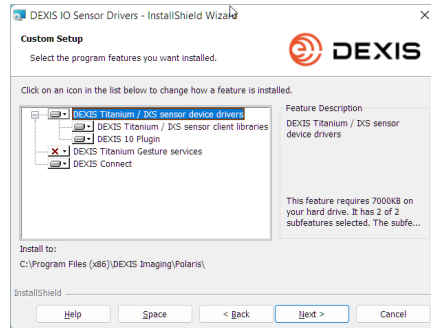 DEXIS IO Sensor Drivers - InstallShield Wizard
Custom Setup
Select the program features you want installed.
DEXIS
Click on an icon in the list below to change how a feature is installed.
DEXIS Titanium / IXS sensor device drivers
DEXIS Titanium / IXS sensor client libraries
DEXIS 10 Plugin
DEXIS Titanium Gesture services
DEXIS Connect
Feature Description
DEXIS Titanium / IXS sensor
device drivers
This feature requires 7000KB on
your hard drive. It has 2 of 2
subfeatures selected. The subfe...
Install to:
C:\Program Files (x86)\DEXIS Imaging\Polaris\
InstallShield
Help
Space
< Back
Next >
Cancel